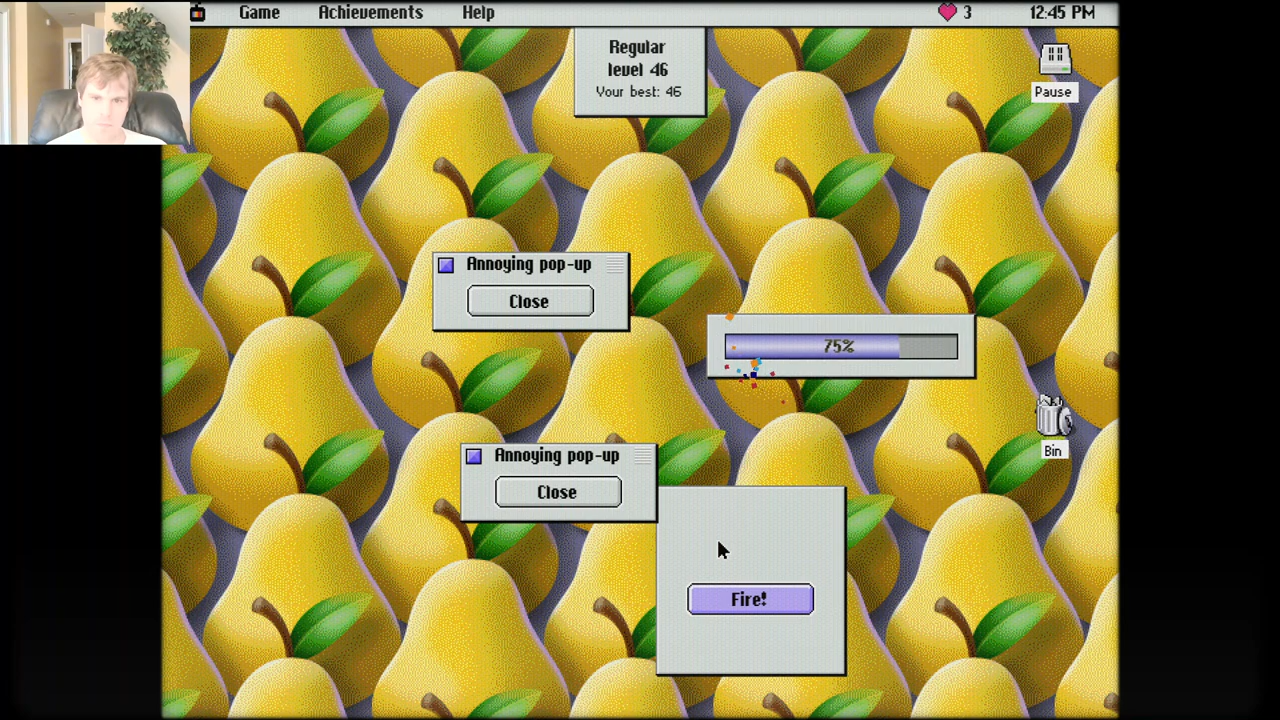 Game Achievements Help 3 12:45 PM
Regular
level 46
Your best: 46
Pause
Annoying pop-up
Close
75%
Bin
Annoying pop-up
Close
Fire!